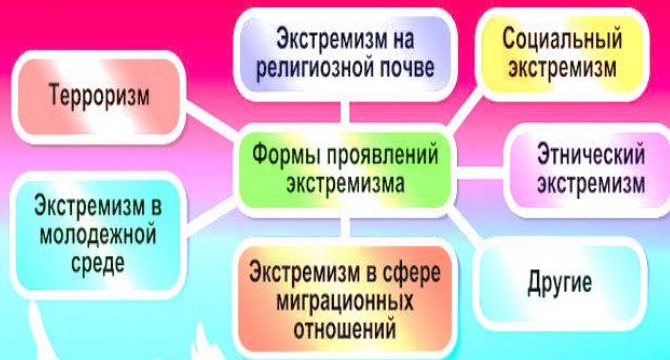 Экстремизм на
религиозной почве
Социальный
экстремизм
Терроризм
Формы проявлений
экстремизма
Этнический
экстремизм
Экстремизм в
молодежной
среде
Экстремизм в сфере
миграционных
отношений
Другие